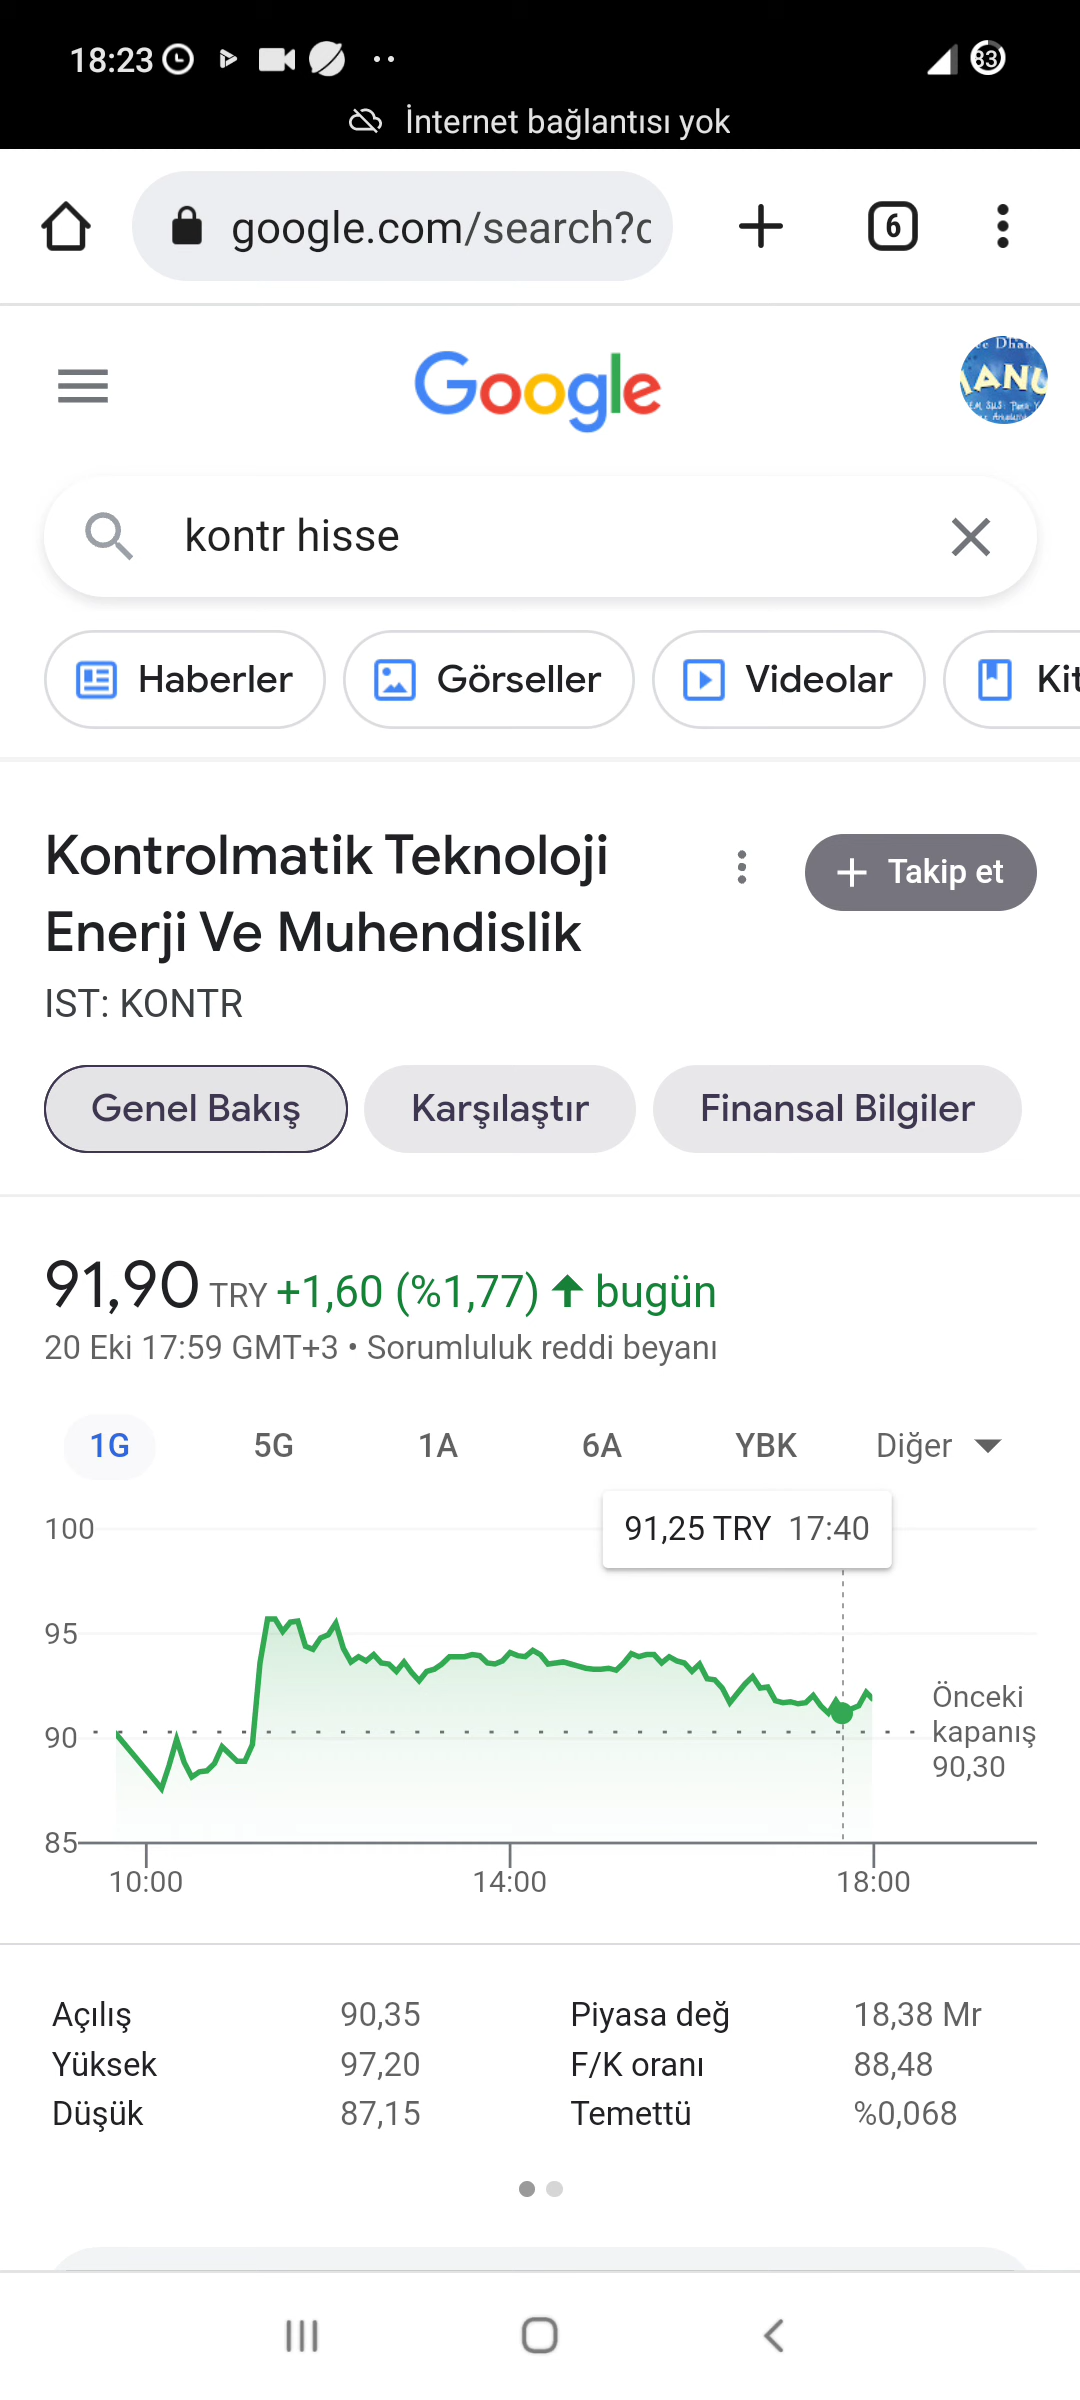 18:23
83
İnternet bağlantısı yok
google.com/search?c
6
Google
kontr hisse
Haberler
Görseller
Videolar
Kit
Kontrolmatik Teknoloji
Enerji Ve Muhendislik
+ Takip et
IST: KONTR
Genel Bakış
Karşılaştır
Finansal Bilgiler
91,90 TRY +1,60 (%1,77) ↑ bugün
20 Eki 17:59 GMT+3 • Sorumluluk reddi beyanı
1G
5G
1A
6A
YBK
Diğer
91,25 TRY 17:40
100
95
90
85
Önceki
kapanış
90,30
10:00
14:00
18:00
Açılış 90,35
Yüksek 97,20
Düşük 87,15
Piyasa değ 18,38 Mr
F/K oranı 88,48
Temettü %0,068